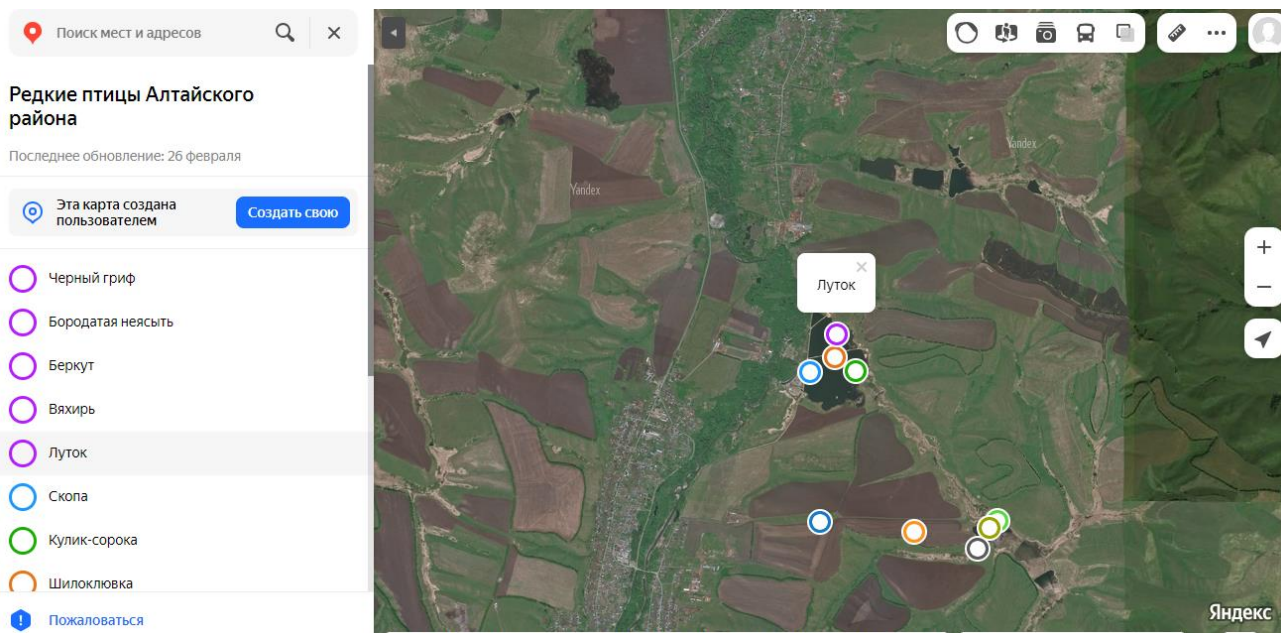 Поиск мест и адресов
Редкие птицы Алтайского
района
Последнее обновление: 26 февраля
Эта карта создана
пользователем
Создать свою
Черный гриф
Бородатая неясыть
Беркут
Вяхирь
Луток
Скопа
Кулик-сорока
Шилоклювка
Пожаловаться
Yandex
Yandex
Луток
Яндекс